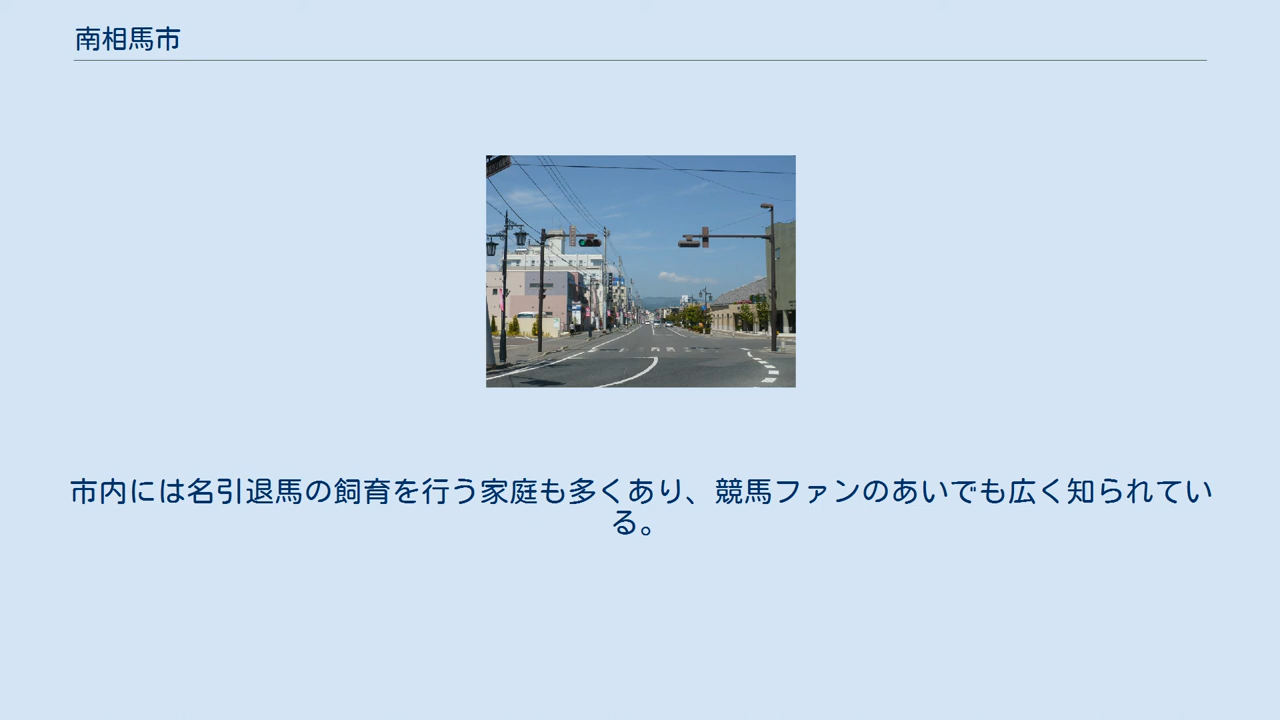 南相馬市
市内には名引退馬の飼育を行う家庭も多くあり、競馬ファンのあいでも広く知られてい
る。